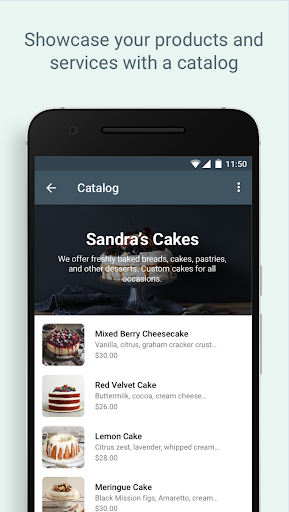 Showcase your products and
services with a catalog
11:50
Catalog
Sandra's Cakes
We offer freshly baked breads, cakes, pastries,
and other desserts. Custom cakes for all
occasions.
Mixed Berry Cheesecake
Vanilla, citrus, graham cracker crust...
$30.00
Red Velvet Cake
Buttermilk, cocoa, cream cheese...
$26.00
Lemon Cake
Citrus zest, lavender, whipped cream...
$28.00
Meringue Cake
Black Mission figs, Amaretto, cream...
$30.00